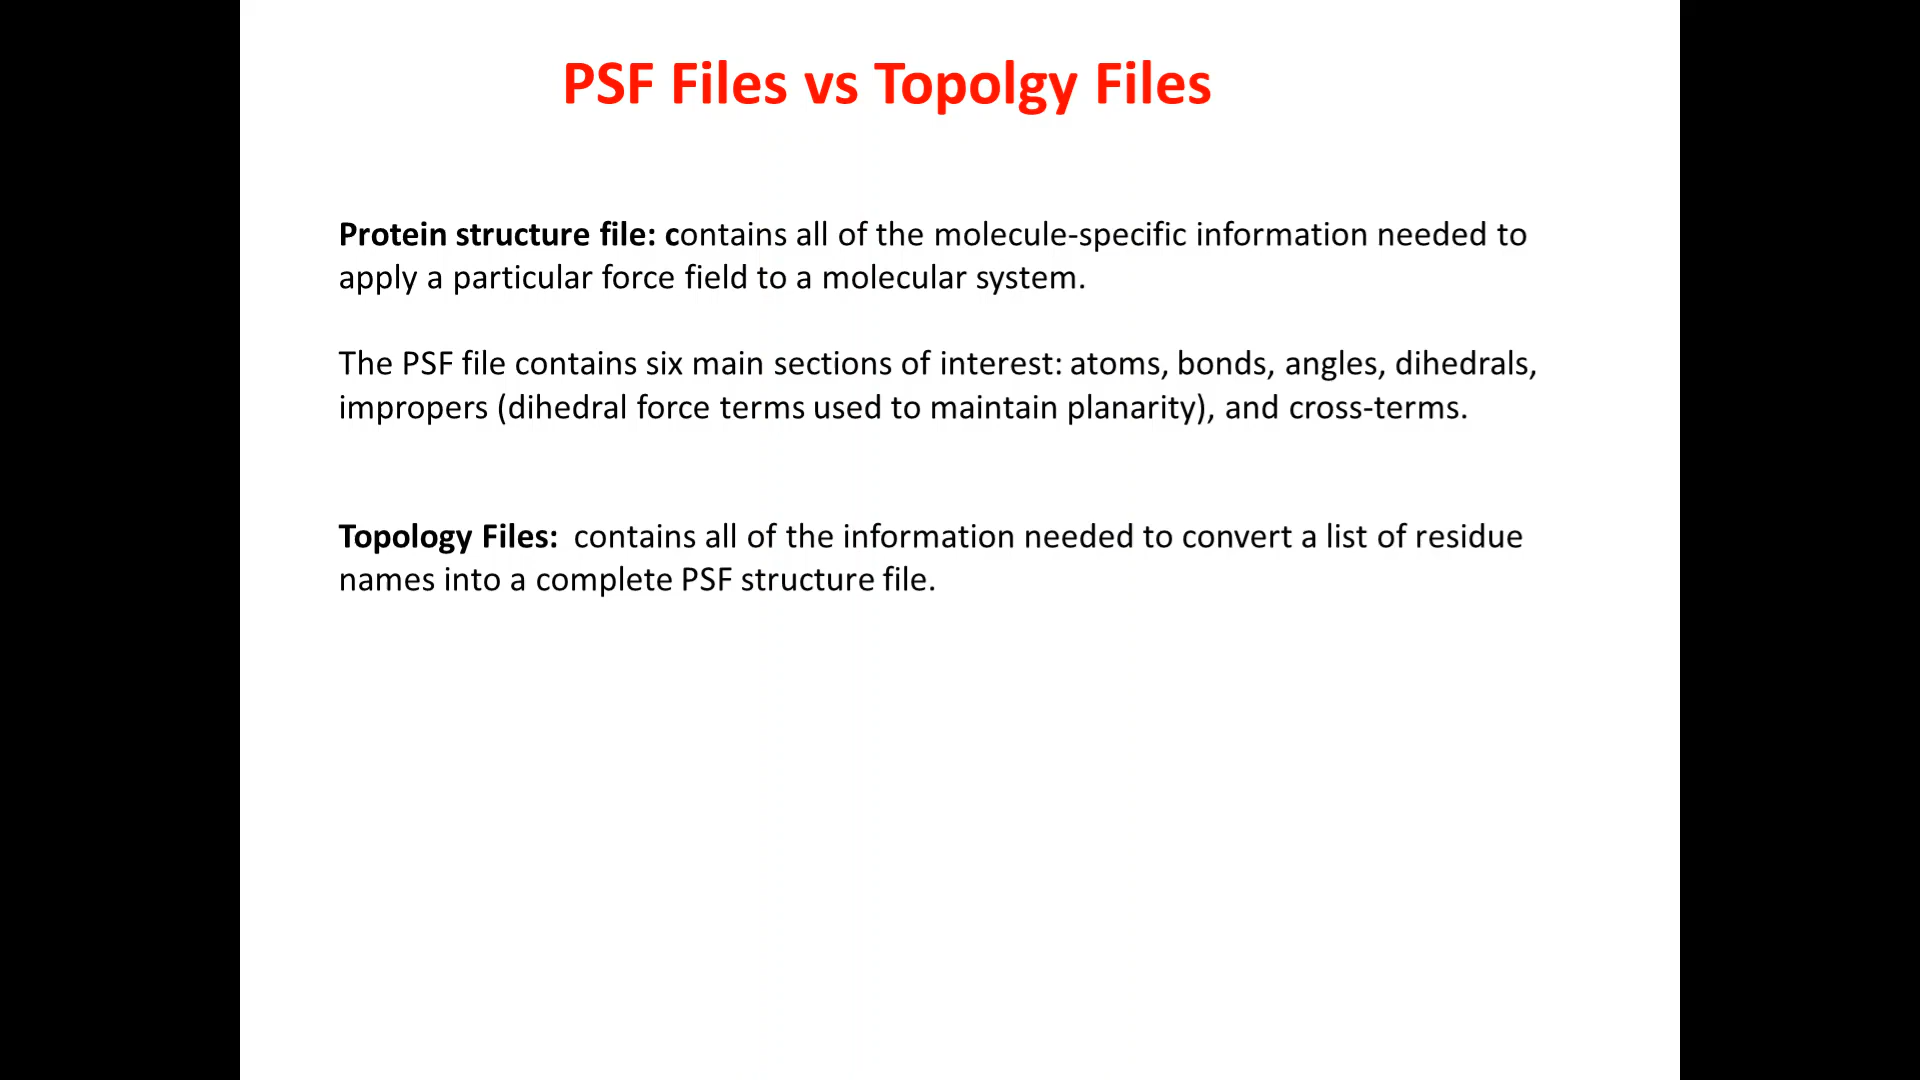 PSF Files vs Topolgy Files
Protein structure file: contains all of the molecule-specific information needed to
apply a particular force field to a molecular system.
The PSF file contains six main sections of interest: atoms, bonds, angles, dihedrals,
impropers (dihedral force terms used to maintain planarity), and cross-terms.
Topology Files: contains all of the information needed to convert a list of residue
names into a complete PSF structure file.